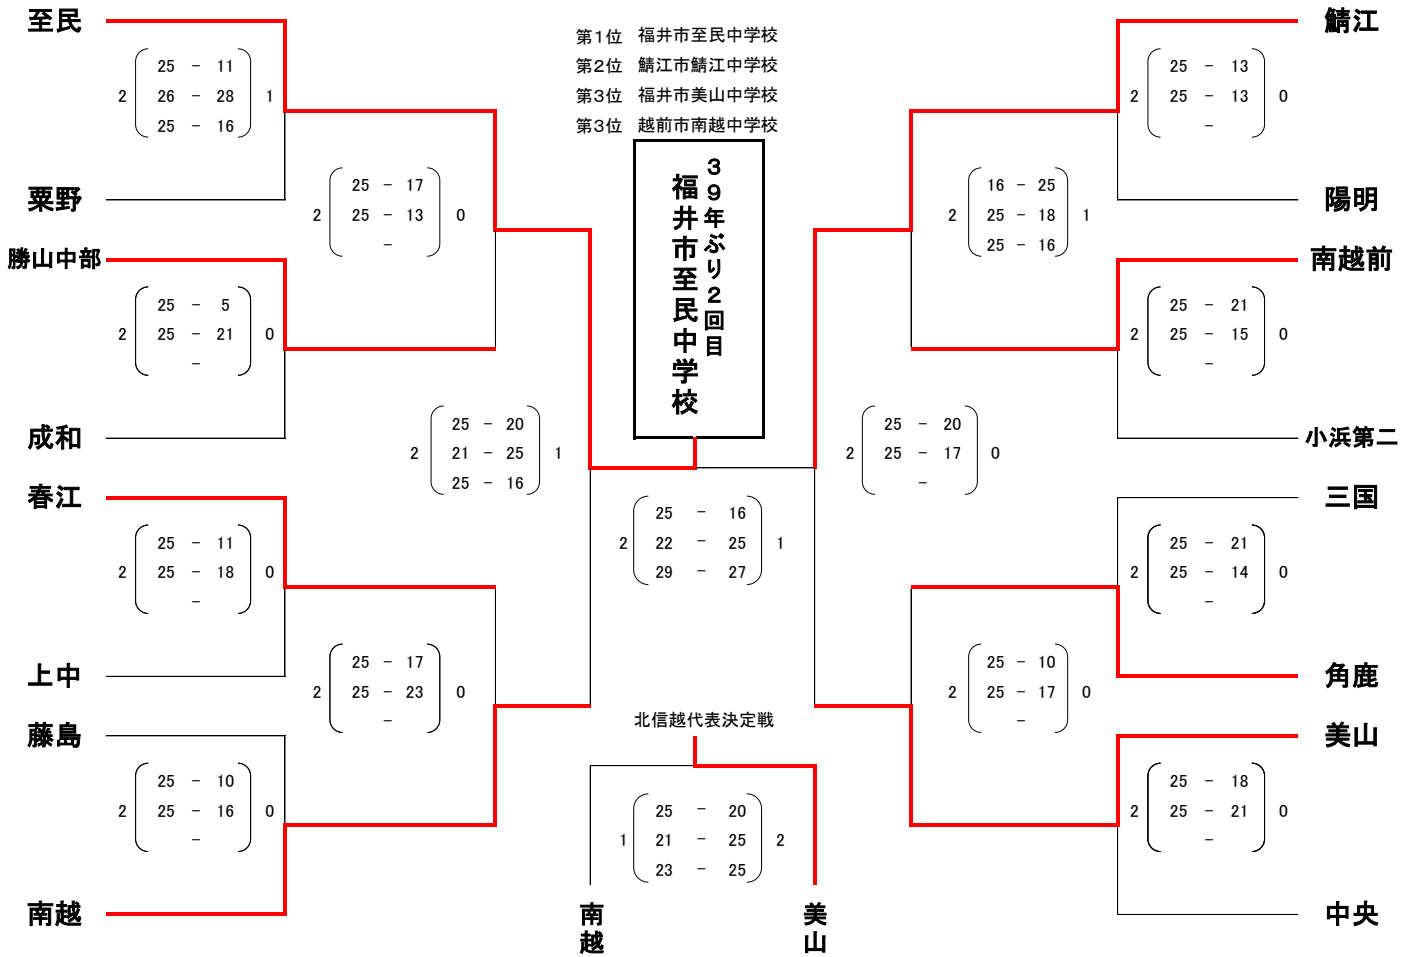 第１位　福井市至民中学校
第２位　鯖江市鯖江中学校
第３位　福井市美山中学校
第３位　越前市南越中学校
３９年ぶり２回目
福井市至民中学校
至民
2 25 - 11 1
26 - 28
25 - 16
粟野
2 25 - 17 0
25 - 13
-
勝山中部
2 25 - 5 0
25 - 21
-
成和
2 25 - 20 1
21 - 25
25 - 16
春江
2 25 - 11 0
25 - 18
-
上中
2 25 - 17 0
25 - 23
-
藤島
2 25 - 10 0
25 - 16
-
南越
2 25 - 16 1
22 - 25
29 - 27
北信越代表決定戦
1 25 - 20 2
21 - 25
23 - 25
南越
美山
鯖江
2 25 - 13 0
25 - 13
-
陽明
2 16 - 25 1
25 - 18
25 - 16
南越前
2 25 - 21 0
25 - 15
-
小浜第二
2 25 - 20 0
25 - 17
-
三国
2 25 - 21 0
25 - 14
-
角鹿
2 25 - 10 0
25 - 17
-
美山
2 25 - 18 0
25 - 21
-
中央